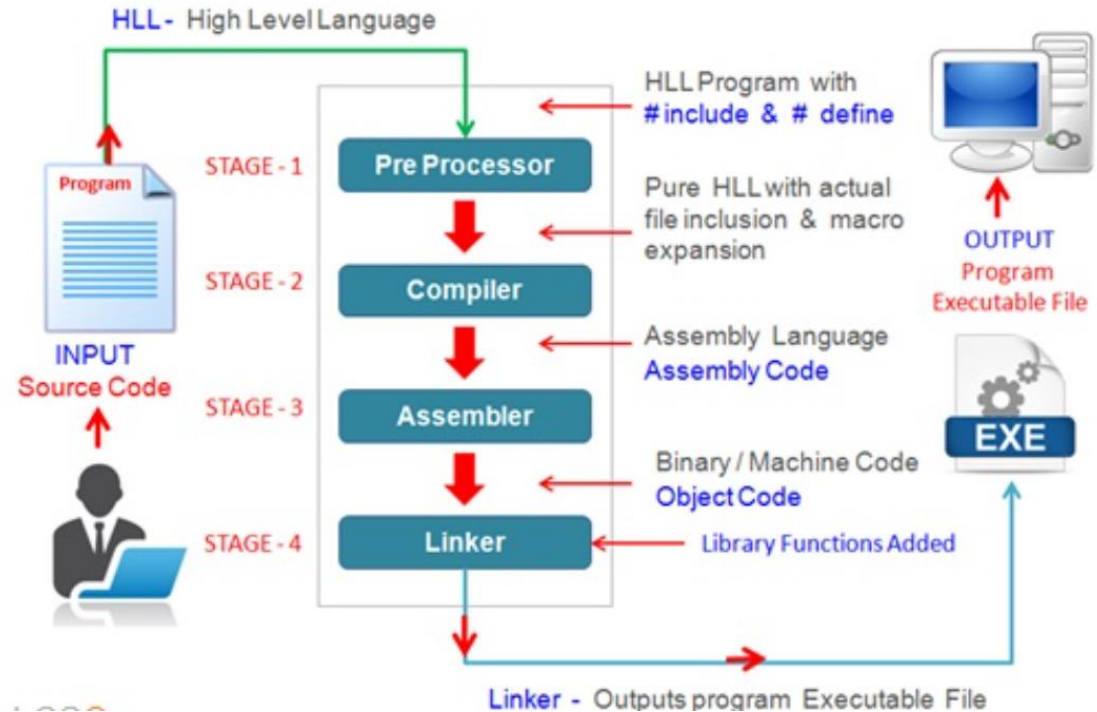 HLL - High Level Language
HLL Program with
# include & # define
STAGE - 1
Pre Processor
Program
Pure HLL with actual
file inclusion & macro
expansion
OUTPUT
Program
Executable File
STAGE - 2
Compiler
INPUT
Source Code
Assembly Language
Assembly Code
STAGE - 3
Assembler
EXE
Binary / Machine Code
Object Code
STAGE - 4
Linker
Library Functions Added
Linker - Outputs program Executable File